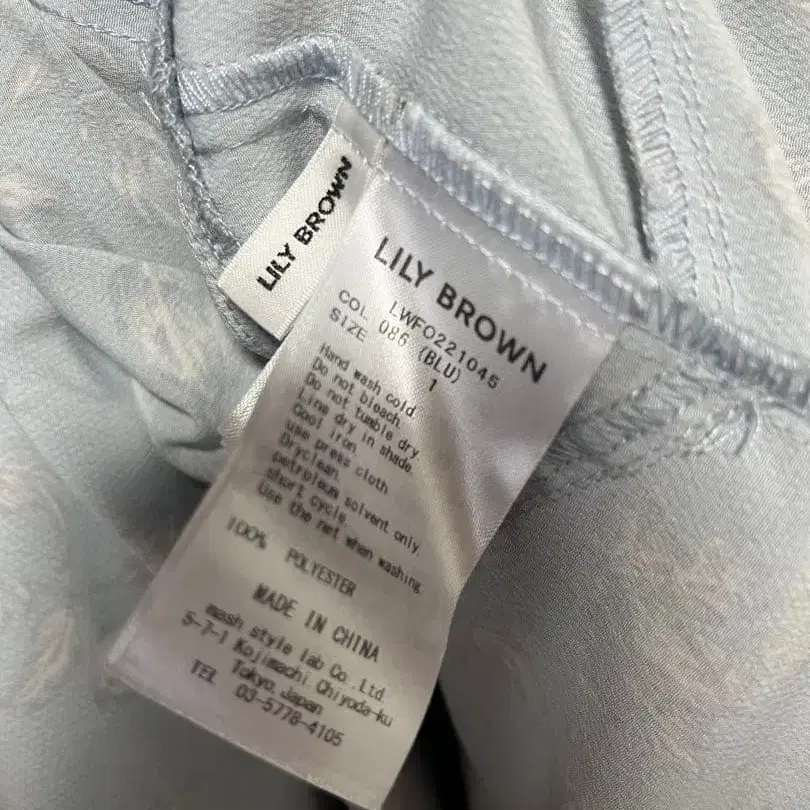 LILY BROWN
LILY BROWN
LWFO221045
COL 086 (BLU)
SIZE 1
Hand wash cold.
Do not bleach.
Do not tumble dry.
Line dry in shade.
Cool iron.
use press cloth
Dryclean.
petroleum solvent only.
short cycle.
Use the net when washing.
100% POLYESTER
MADE IN CHINA
mash style lab Co., Ltd.
5-7-1 Kojimachi, Chiyoda-ku
Tokyo, Japan
TEL 03-5778-4105